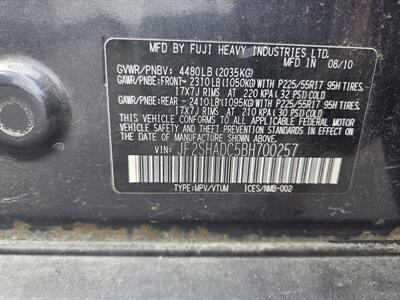 MFD. BY FUJI HEAVY INDUSTRIES LTD.
GVWR/PNBV: 4480LB (2035KG) 08/10
GAWR/PNBE:FRONT- 2310LB(1050KG) WITH P225/55R17 95H TIRES
17X7J RIMS AT 220 KPA( 32 PSI) COLD
GAWR/PNBE:REAR - 2410LB(1095KG) WITH P225/55R17 95H TIRES
17X7J RIMS AT 210 KPA( 30 PSI) COLD
THIS VEHICLE CONFORMS TO ALL APPLICABLE FEDERAL MOTOR VEHICLE SAFETY, BUMPER, AND THEFT PREVENTION STANDARDS IN EFFECT ON
THE DATE OF MANUFACTURE SHOWN ABOVE.
VIN: JF2SHADC5BH700257
TYPE:MPV/VTUM ICES/NMB-002